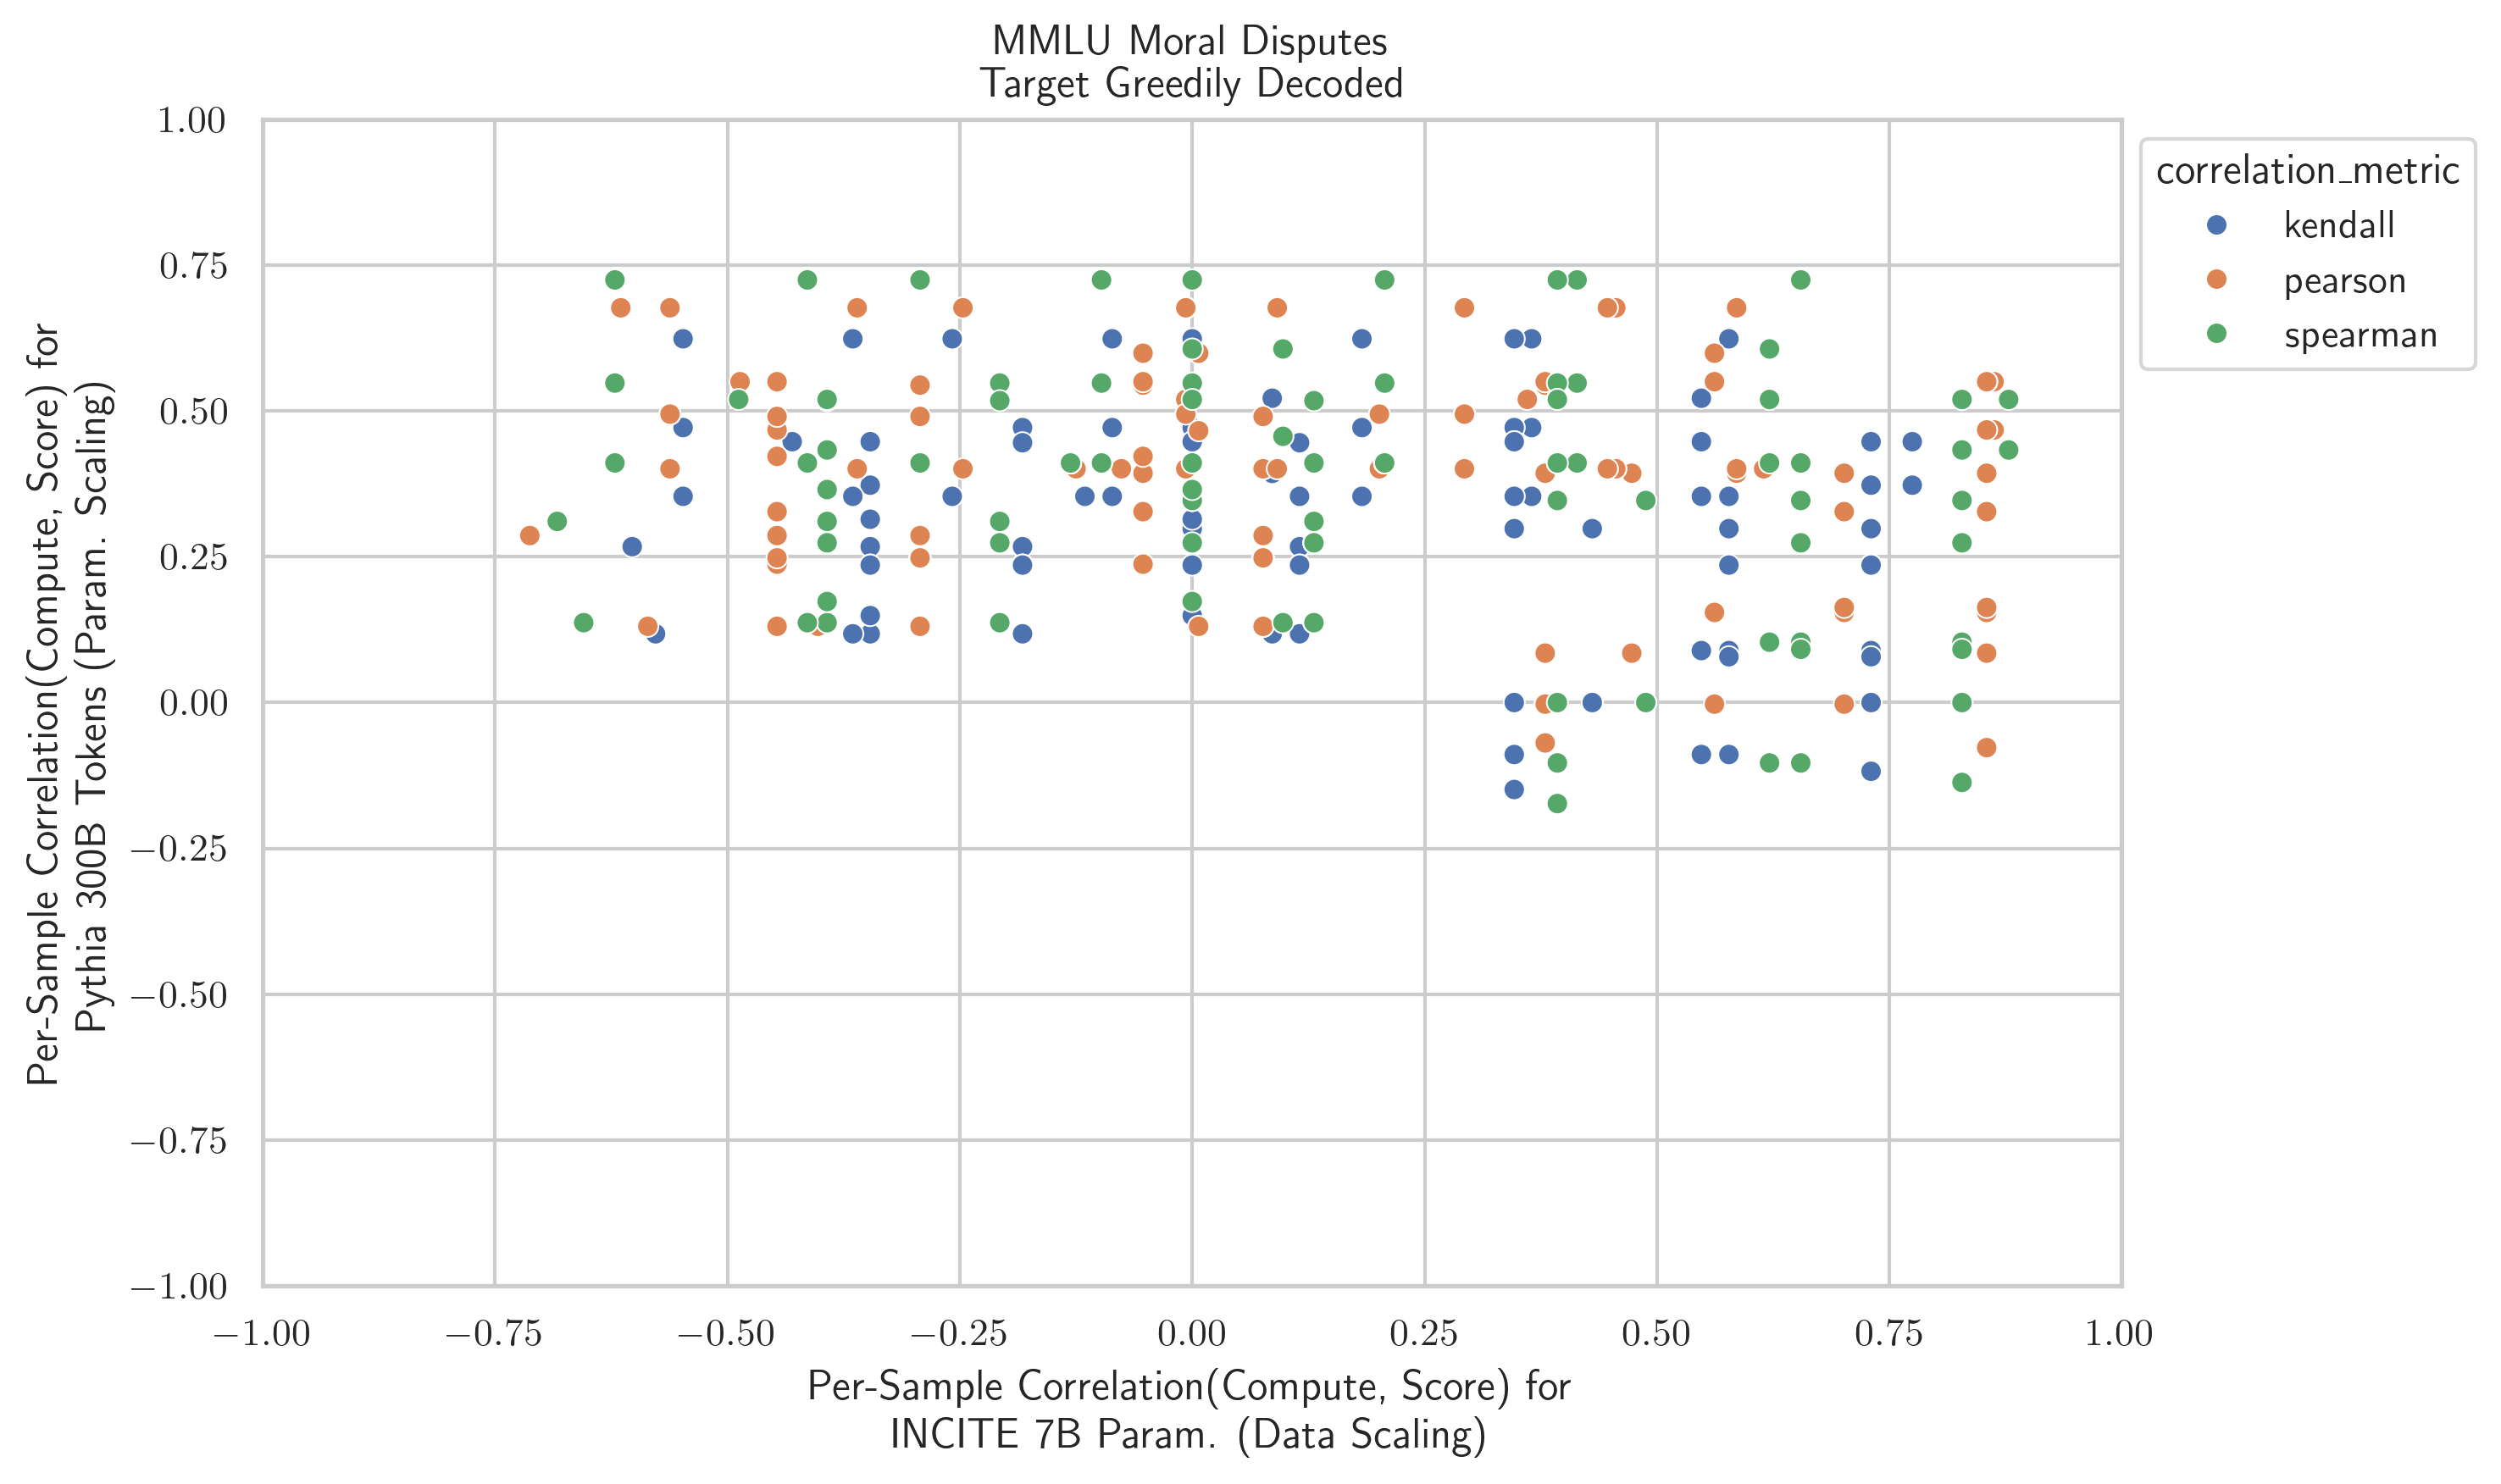 MMLU Moral Disputes
Target Greedily Decoded
Per-Sample Correlation(Compute, Score) for
Pythia 300B Tokens (Param. Scaling)
1.00
0.75
0.50
0.25
0.00
−0.25
−0.50
−0.75
−1.00
−1.00 −0.75 −0.50 −0.25 0.00 0.25 0.50 0.75 1.00
Per-Sample Correlation(Compute, Score) for
INCITE 7B Param. (Data Scaling)
correlation_metric
kendall
pearson
spearman